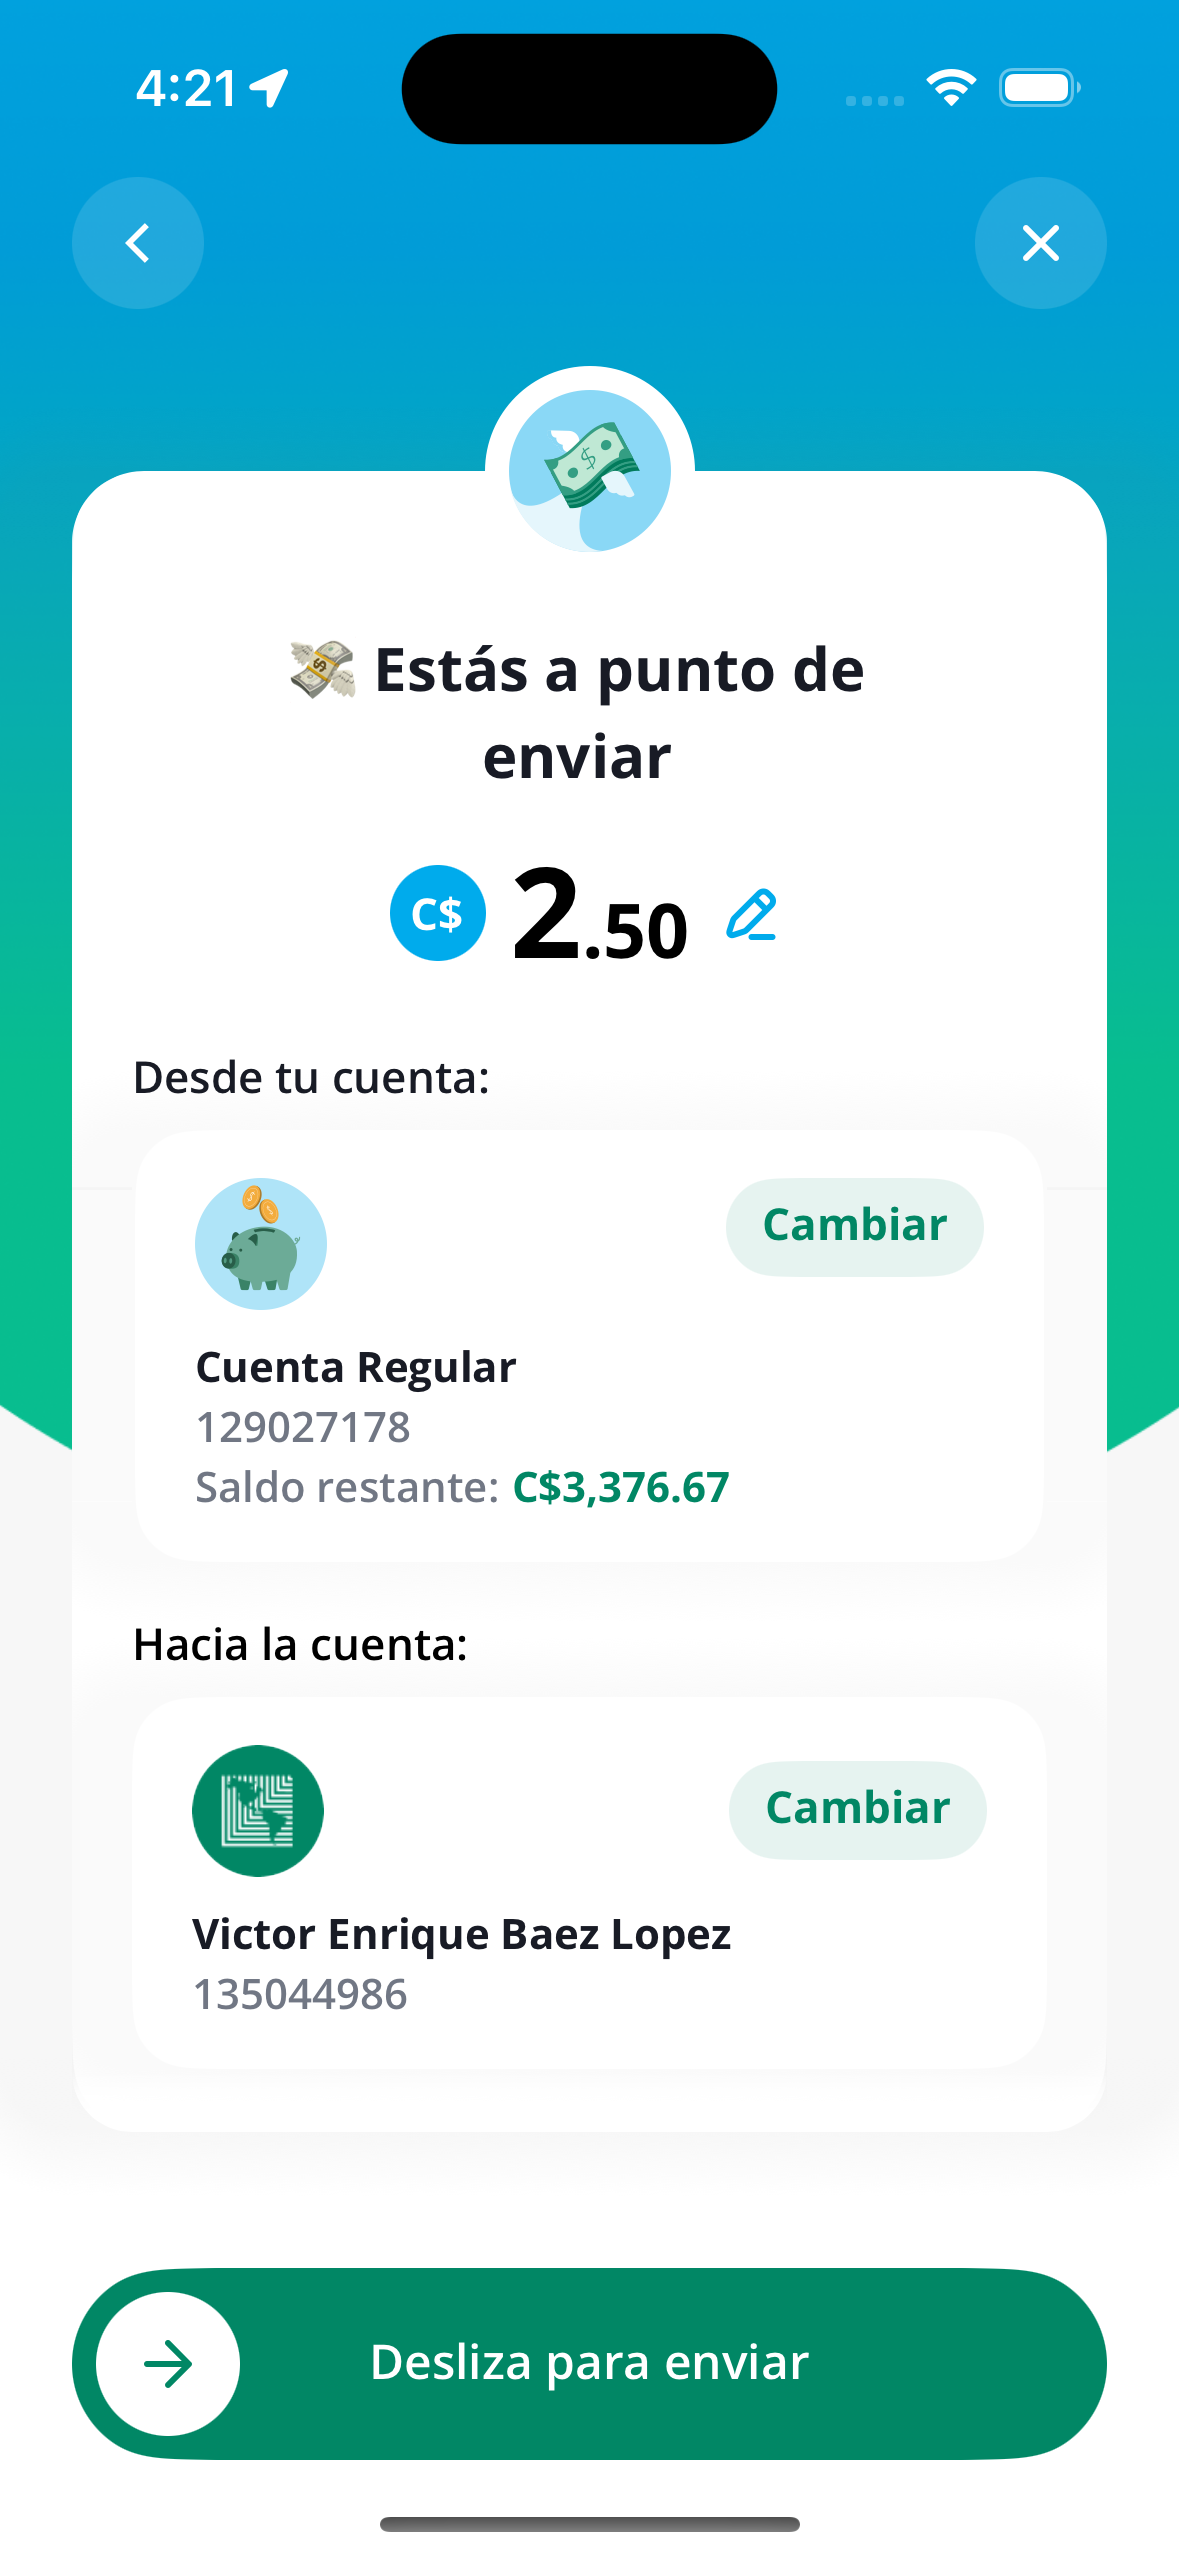 4:21
💸 Estás a punto de
enviar
C$ 2.50
Desde tu cuenta:
Cambiar
Cuenta Regular
129027178
Saldo restante: C$3,376.67
Hacia la cuenta:
Cambiar
Victor Enrique Baez Lopez
135044986
Desliza para enviar